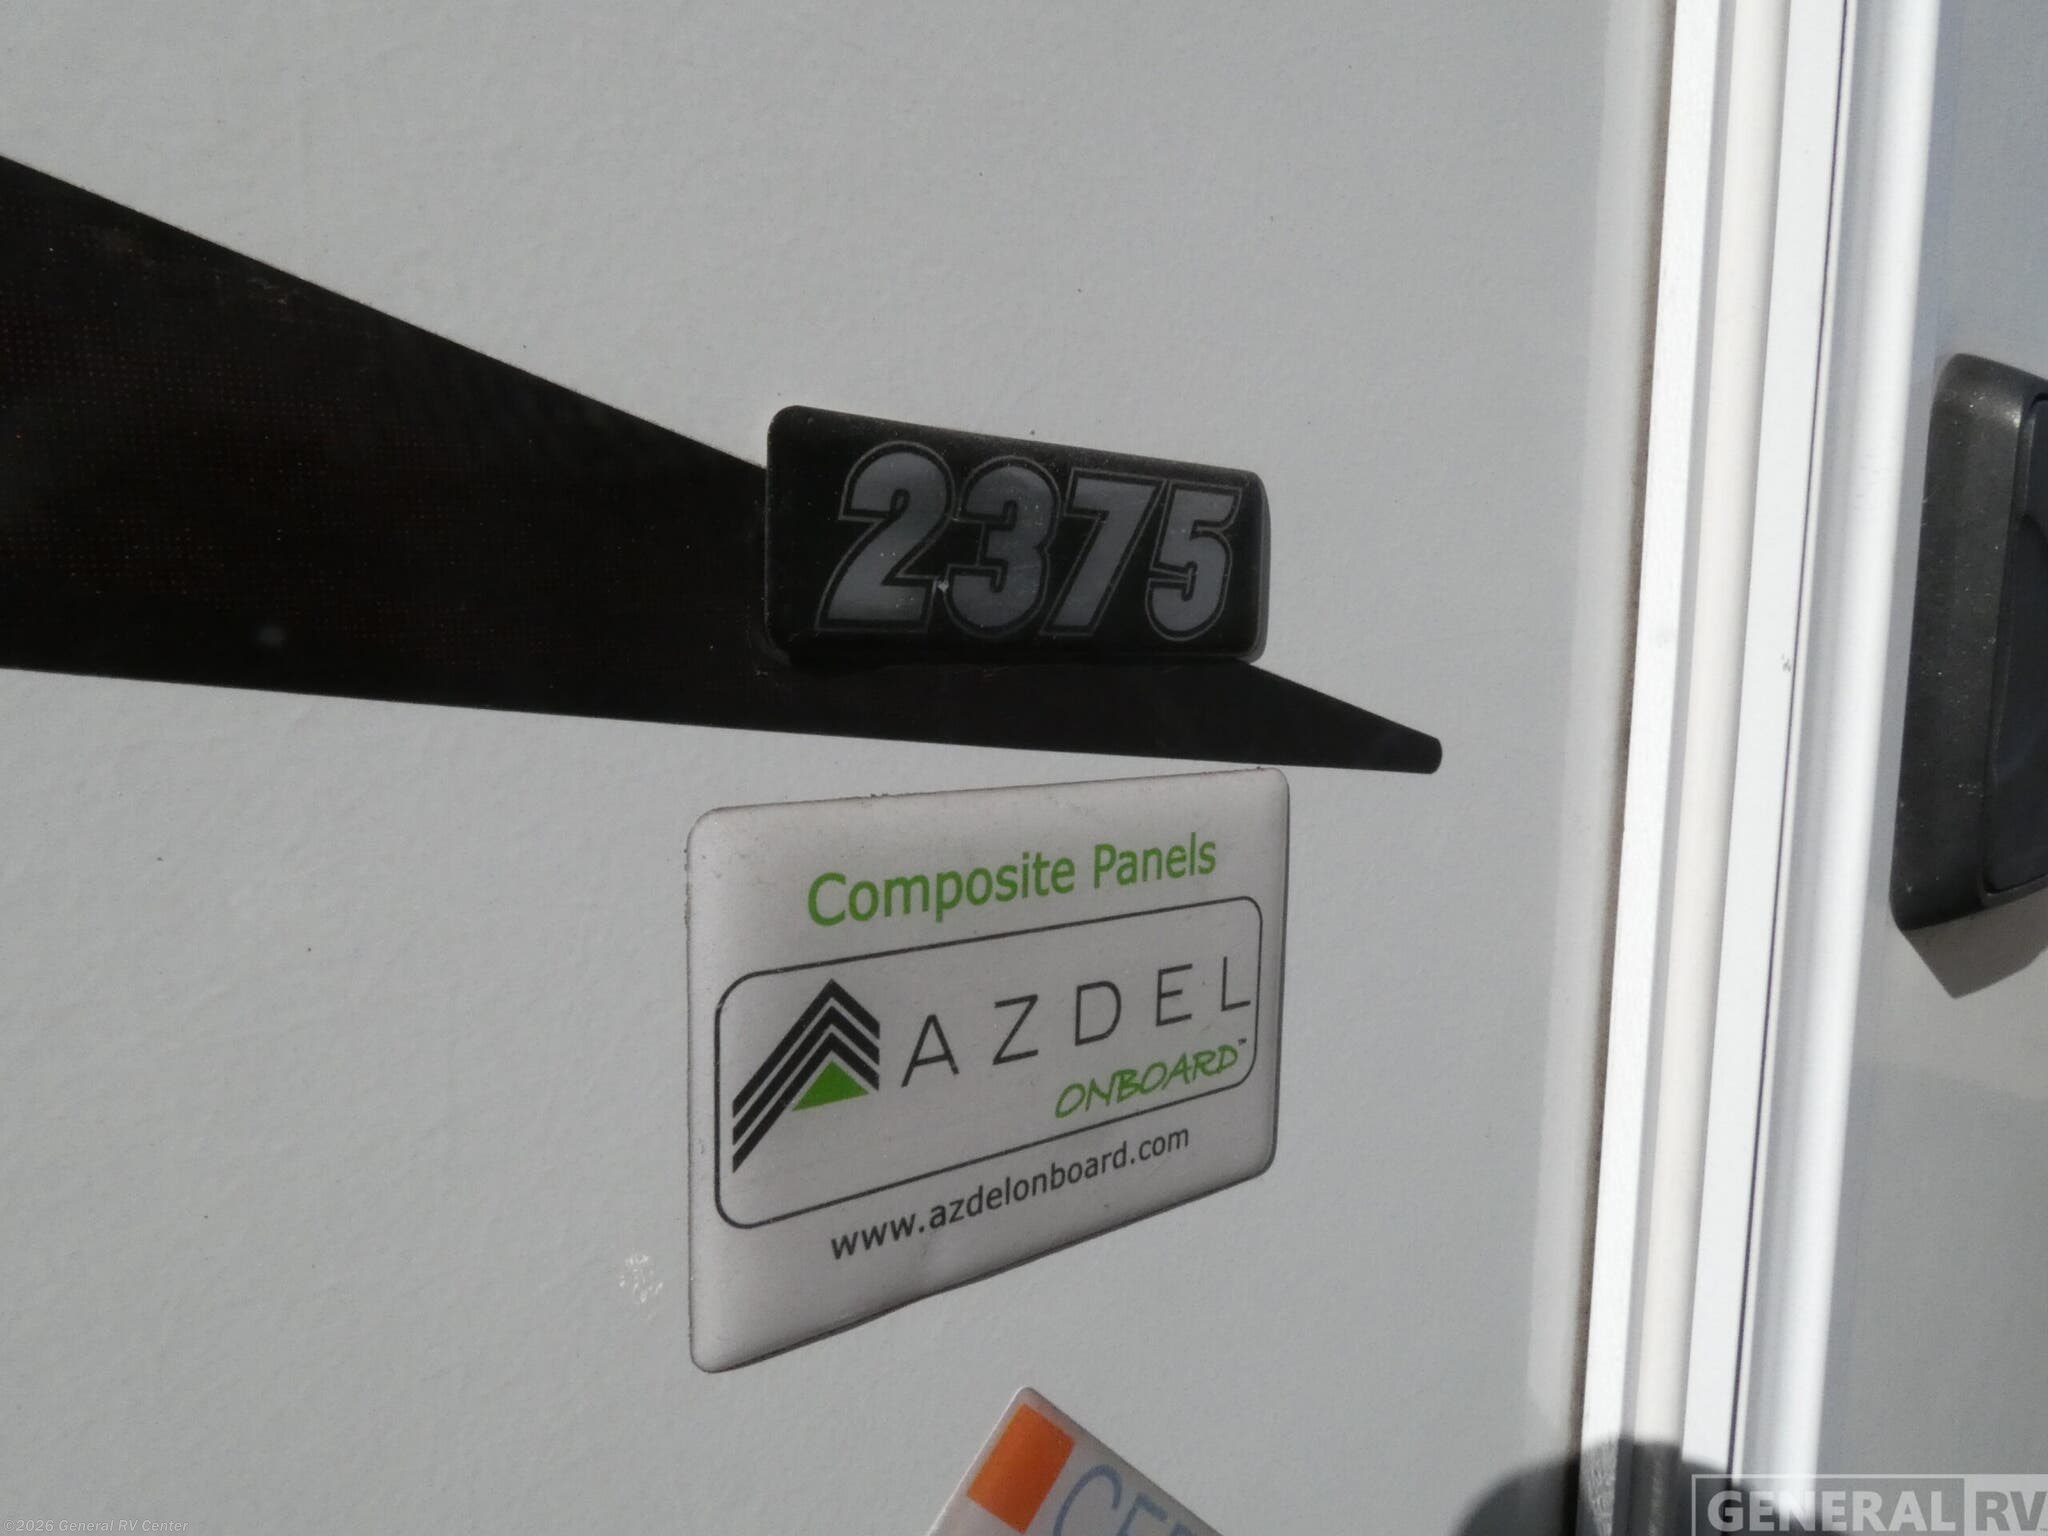 2375
Composite Panels
AZDEL
ONBOARD™
www.azdelonboard.com
©2026 General RV Center
GENERAL RV